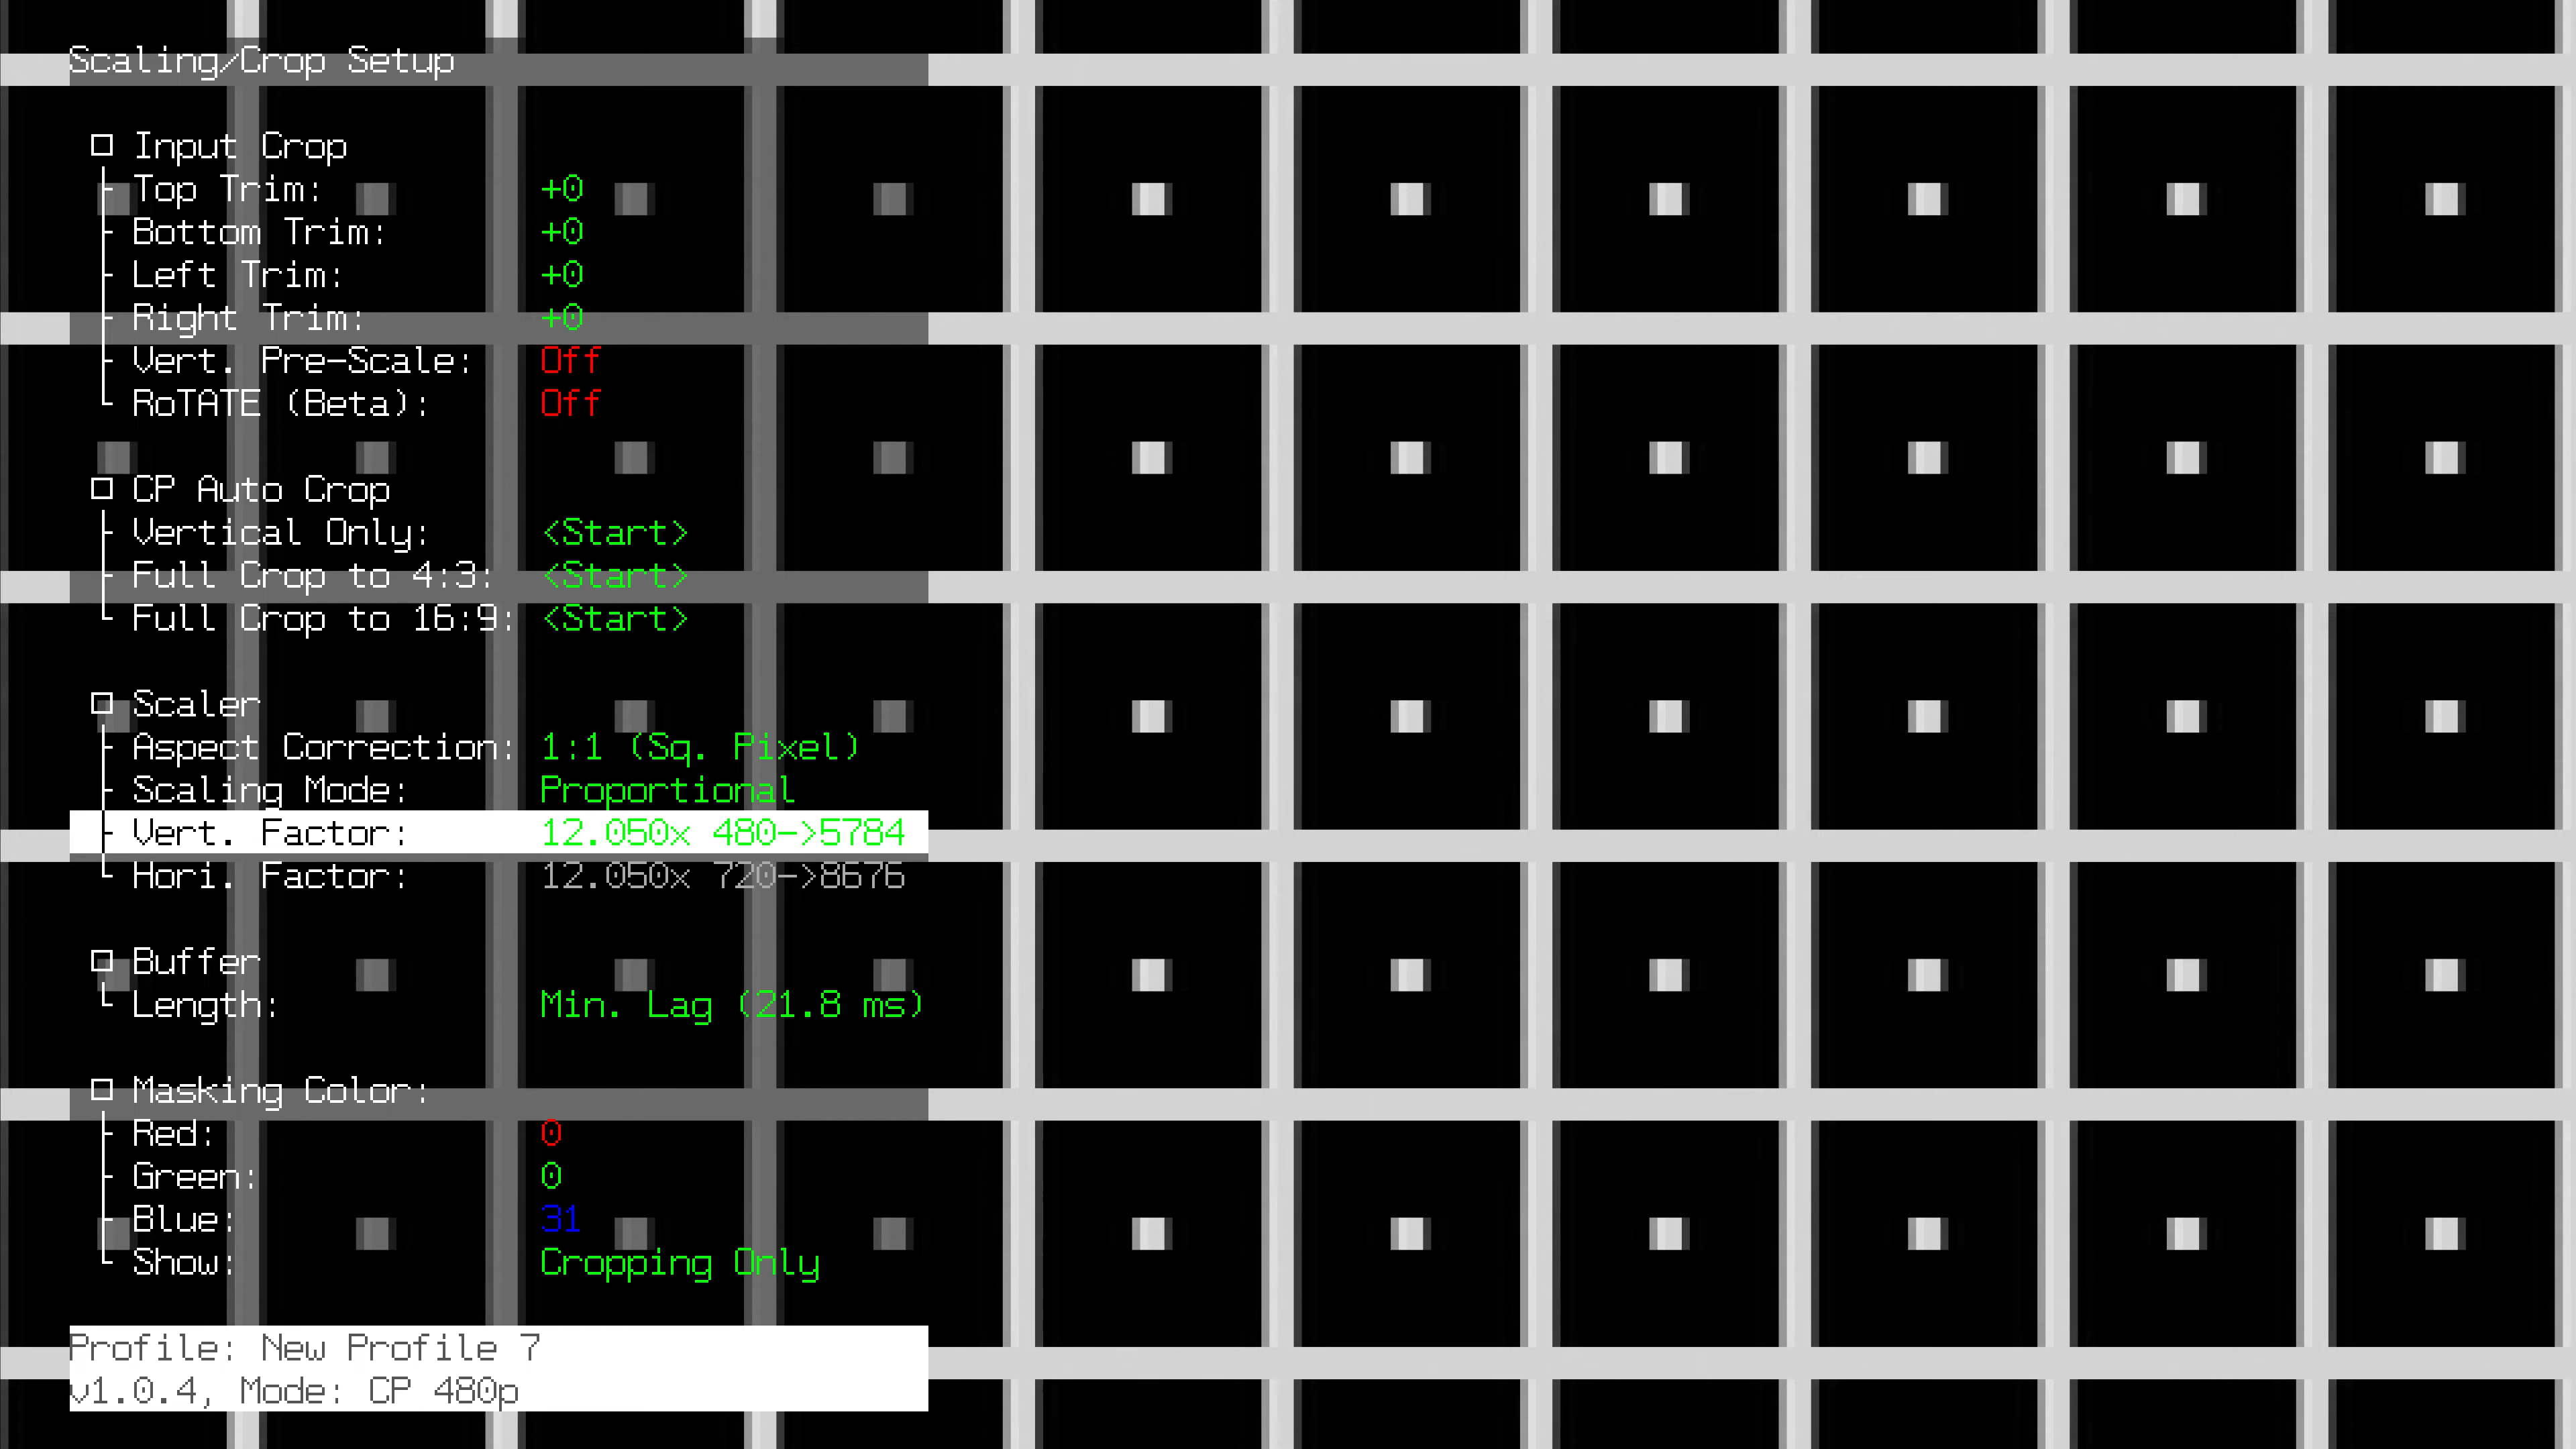 Scaling/Crop Setup
Input Crop
Top Trim: +0
Bottom Trim: +0
Left Trim: +0
Right Trim: +0
Vert. Pre-Scale: Off
RoTATE (Beta): Off
CP Auto Crop
Vertical Only: <Start>
Full Crop to 4:3: <Start>
Full Crop to 16:9: <Start>
Scaler
Aspect Correction: 1:1 (Sq. Pixel)
Scaling Mode: Proportional
Vert. Factor: 12.050x 480->5784
Hori. Factor: 12.050x 720->8676
Buffer
Length: Min. Lag (21.8 ms)
Masking Color:
Red: 0
Green: 0
Blue: 31
Show: Cropping Only
Profile: New Profile 7
v1.0.4, Mode: CP 480p